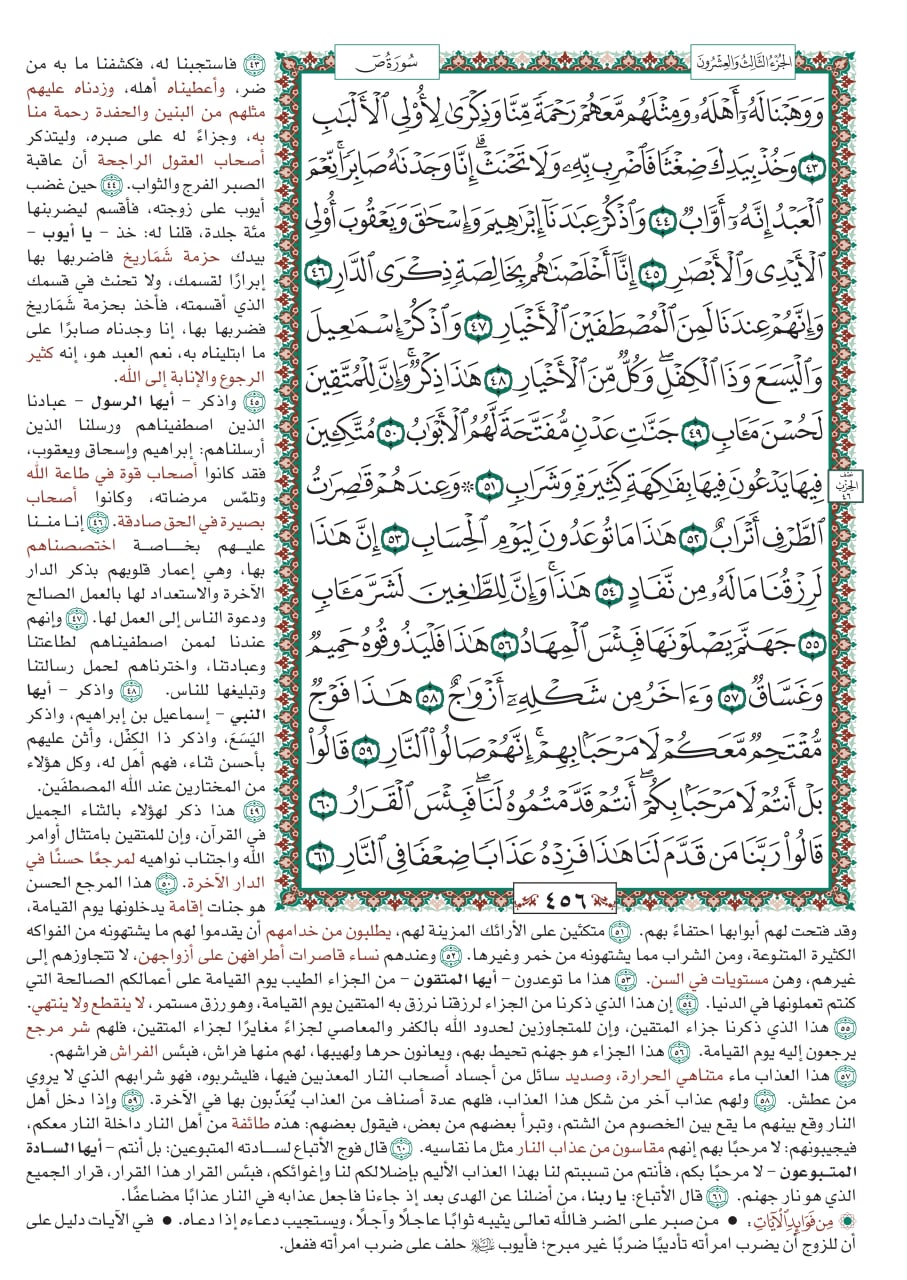 الجُزْءُ الثَّالِثُ وَالعِشْرُونَ
سُورَةُ صٓ
وَوَهَبۡنَا لَهُۥٓ أَهۡلَهُۥ وَمِثۡلَهُم مَّعَهُمۡ رَحۡمَةٗ مِّنَّا وَذِكۡرَىٰ لِأُوْلِي ٱلۡأَلۡبَٰبِ
٤٣ وَخُذۡ بِيَدِكَ ضِغۡثٗا فَٱضۡرِب بِّهِۦ وَلَا تَحۡنَثۡۗ إِنَّا وَجَدۡنَٰهُ صَابِرٗاۚ نِّعۡمَ
ٱلۡعَبۡدُ إِنَّهُۥٓ أَوَّابٞ ٤٤ وَٱذۡكُرۡ عِبَٰدَنَآ إِبۡرَٰهِيمَ وَإِسۡحَٰقَ وَيَعۡقُوبَ أُوْلِي
ٱلۡأَيۡدِي وَٱلۡأَبۡصَٰرِ ٤٥ إِنَّآ أَخۡلَصۡنَٰهُم بِخَالِصَةٖ ذِكۡرَى ٱلدَّارِ ٤٦
وَإِنَّهُمۡ عِندَنَا لَمِنَ ٱلۡمُصۡطَفَيۡنَ ٱلۡأَخۡيَارِ ٤٧ وَٱذۡكُرۡ إِسۡمَٰعِيلَ
وَٱلۡيَسَعَ وَذَا ٱلۡكِفۡلِۖ وَكُلّٞ مِّنَ ٱلۡأَخۡيَارِ ٤٨ هَٰذَا ذِكۡرٞۚ وَإِنَّ لِلۡمُتَّقِينَ
لَحُسۡنَ مَـَٔابٖ ٤٩ جَنَّٰتِ عَدۡنٖ مُّفَتَّحَةٗ لَّهُمُ ٱلۡأَبۡوَٰبُ ٥٠ مُتَّكِـِٔينَ
فِيهَا يَدۡعُونَ فِيهَا بِفَٰكِهَةٖ كَثِيرَةٖ وَشَرَابٖ ٥١ ۞وَعِندَهُمۡ قَٰصِرَٰتُ
ٱلطَّرۡفِ أَتۡرَابٌ ٥٢ هَٰذَا مَا تُوعَدُونَ لِيَوۡمِ ٱلۡحِسَابِ ٥٣ إِنَّ هَٰذَا
لَرِزۡقُنَا مَا لَهُۥ مِن نَّفَادٍ ٥٤ هَٰذَاۚ وَإِنَّ لِلطَّٰغِينَ لَشَرَّ مَـَٔابٖ
٥٥ جَهَنَّمَ يَصۡلَوۡنَهَا فَبِئۡسَ ٱلۡمِهَادُ ٥٦ هَٰذَا فَلۡيَذُوقُوهُ حَمِيمٞ
وَغَسَّاقٞ ٥٧ وَءَاخَرُ مِن شَكۡلِهِۦٓ أَزۡوَٰجٌ ٥٨ هَٰذَا فَوۡجٞ
مُّقۡتَحِمٞ مَّعَكُمۡ لَا مَرۡحَبَۢا بِهِمۡۚ إِنَّهُمۡ صَالُواْ ٱلنَّارِ ٥٩ قَالُواْ
بَلۡ أَنتُمۡ لَا مَرۡحَبَۢا بِكُمۡۖ أَنتُمۡ قَدَّمۡتُمُوهُ لَنَاۖ فَبِئۡسَ ٱلۡقَرَارُ ٦٠
قَالُواْ رَبَّنَا مَن قَدَّمَ لَنَا هَٰذَا فَزِدۡهُ عَذَابٗا ضِعۡفٗا فِي ٱلنَّارِ ٦١
نصف
الحزب
٤٦
٤٥٦
٤٣ فاستجبنا له، فكشفنا ما به من
ضر، وأعطيناه أهله، وزدناه عليهم
مثلهم من البنين والحفدة رحمة منا
به، وجزاءً له على صبره، وليتذكر
أصحاب العقول الراجحة أن عاقبة
الصبر الفرج والثواب. ٤٤ حين غضب
أيوب على زوجته، فأقسم ليضربنها
مئة جلدة، قلنا له: خذ – يا أيوب –
بيدك حزمة شَمَاريخ فاضربها بها
إبرارًا لقسمك، ولا تحنث في قسمك
الذي أقسمته، فأخذ بحزمة شَمَاريخ
فضربها بها، إنا وجدناه صابرًا على
ما ابتليناه به، نعم العبد هو، إنه كثير
الرجوع والإنابة إلى الله.
٤٥ واذكر – أيها الرسول – عبادنا
الذين اصطفيناهم ورسلنا الذين
أرسلناهم: إبراهيم وإسحاق ويعقوب،
فقد كانوا أصحاب قوة في طاعة الله
وتلمّس مرضاته، وكانوا أصحاب
بصيرة في الحق صادقة. ٤٦ إنا مننا
عليهم بخاصة اختصصناهم
بها، وهي إعمار قلوبهم بذكر الدار
الآخرة والاستعداد لها بالعمل الصالح
ودعوة الناس إلى العمل لها. ٤٧ وإنهم
عندنا لممن اصطفيناهم لطاعتنا
وعبادتنا، واخترناهم لحمل رسالتنا
وتبليغها للناس. ٤٨ واذكر – أيها
النبي – إسماعيل بن إبراهيم، واذكر
اليَسَعَ، واذكر ذا الكِفْل، وأثن عليهم
بأحسن ثناء، فهم أهل له، وكل هؤلاء
من المختارين عند الله المصطفَين.
٤٩ هذا ذكر لهؤلاء بالثناء الجميل
في القرآن، وإن للمتقين بامتثال أوامر
الله واجتناب نواهيه لمرجعًا حسنًا في
الدار الآخرة. ٥٠ هذا المرجع الحسن
هو جنات إقامة يدخلونها يوم القيامة،
وقد فتحت لهم أبوابها احتفاءً بهم. ٥١ متكئين على الأرائك المزينة لهم، يطلبون من خدامهم أن يقدموا لهم ما يشتهونه من الفواكه
الكثيرة المتنوعة، ومن الشراب مما يشتهونه من خمر وغيرها. ٥٢ وعندهم نساء قاصرات أطرافهن على أزواجهن، لا تتجاوزهم إلى
غيرهم، وهن مستويات في السن. ٥٣ هذا ما توعدون – أيها المتقون – من الجزاء الطيب يوم القيامة على أعمالكم الصالحة التي
كنتم تعملونها في الدنيا. ٥٤ إن هذا الذي ذكرنا من الجزاء لرزقنا نرزق به المتقين يوم القيامة، وهو رزق مستمر، لا ينقطع ولا ينتهي.
٥٥ هذا الذي ذكرنا جزاء المتقين، وإن للمتجاوزين لحدود الله بالكفر والمعاصي لجزاءً مغايرًا لجزاء المتقين، فلهم شر مرجع
يرجعون إليه يوم القيامة. ٥٦ هذا الجزاء هو جهنم تحيط بهم، ويعانون حرها ولهيبها، لهم منها فراش، فبئس الفراش فراشهم.
٥٧ هذا العذاب ماء متناهي الحرارة، وصديد سائل من أجساد أصحاب النار المعذبين فيها، فليشربوه، فهو شرابهم الذي لا يروي
من عطش. ٥٨ ولهم عذاب آخر من شكل هذا العذاب، فلهم عدة أصناف من العذاب يُعَذّبون بها في الآخرة. ٥٩ وإذا دخل أهل
النار وقع بينهم ما يقع بين الخصوم من الشتم، وتبرأ بعضهم من بعض، فيقول بعضهم: هذه طائفة من أهل النار داخلة النار معكم،
فيجيبونهم: لا مرحبًا بهم إنهم مقاسون من عذاب النار مثل ما نقاسيه. ٦٠ قال فوج الأتباع لسادته المتبوعين: بل أنتم – أيها السادة
المتبوعون – لا مرحبًا بكم، فأنتم من تسببتم لنا بهذا العذاب الأليم بإضلالكم لنا وإغوائكم، فبئس القرار هذا القرار، قرار الجميع
الذي هو نار جهنم. ٦١ قال الأتباع: يا ربنا، من أضلنا عن الهدى بعد إذ جاءنا فاجعل عذابه في النار عذابًا مضاعفًا.
مِن فَوَائِدِ الآيَاتِ: • من صبر على الضر فالله تعالى يثيبه ثوابًا عاجلًا وآجلًا، ويستجيب دعاءه إذا دعاه. • في الآيات دليل على
أن للزوج أن يضرب امرأته تأديبًا ضربًا غير مبرح؛ فأيوب ﵇ حلف على ضرب امرأته ففعل.